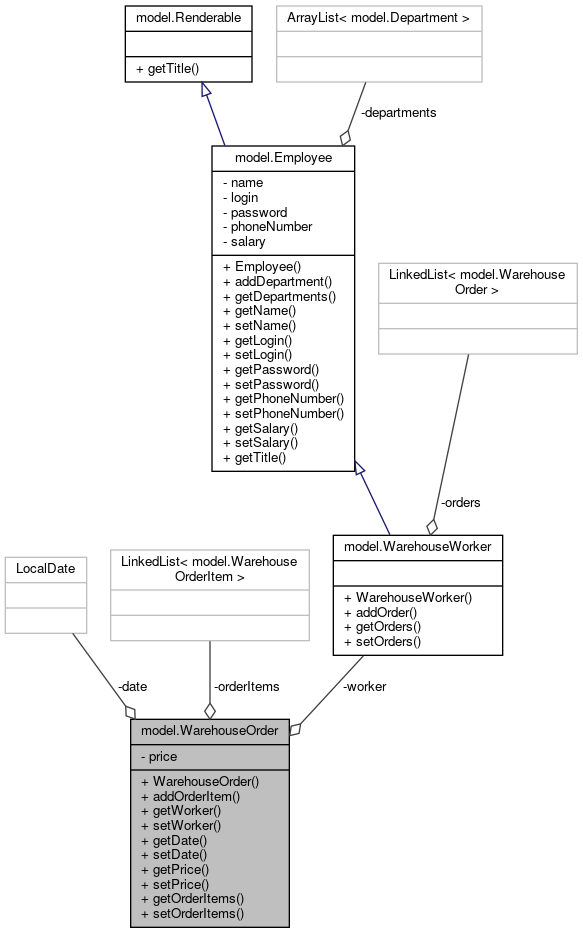 model.Renderable
+ getTitle()
ArrayList< model.Department >
-departments
model.Employee
- name
- login
- password
- phoneNumber
- salary
+ Employee()
+ addDepartment()
+ getDepartments()
+ getName()
+ setName()
+ getLogin()
+ setLogin()
+ getPassword()
+ setPassword()
+ getPhoneNumber()
+ setPhoneNumber()
+ getSalary()
+ setSalary()
+ getTitle()
LinkedList< model.Warehouse
Order >
-orders
model.WarehouseWorker
+ WarehouseWorker()
+ addOrder()
+ getOrders()
+ setOrders()
LocalDate
LinkedList< model.Warehouse
OrderItem >
-date
-orderItems
-worker
model.WarehouseOrder
- price
+ WarehouseOrder()
+ addOrderItem()
+ getWorker()
+ setWorker()
+ getDate()
+ setDate()
+ getPrice()
+ setPrice()
+ getOrderItems()
+ setOrderItems()